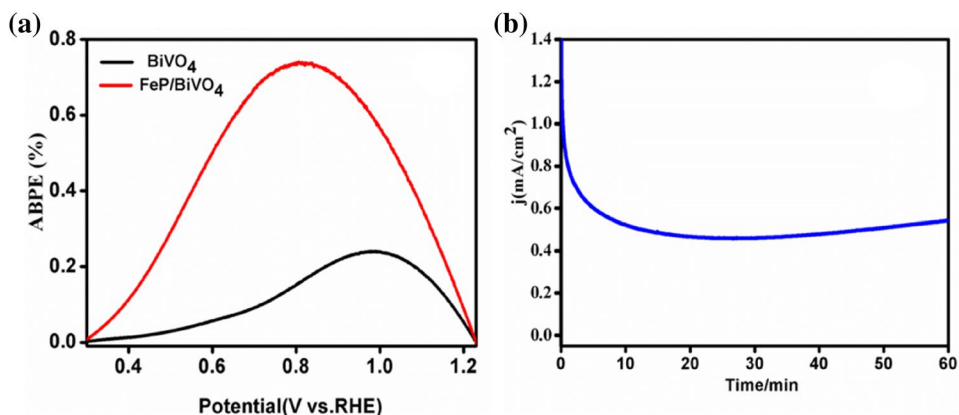 (a)
0.8
0.6
0.4
0.2
0.0
ABPE (%)
BiVO₄
FeP/BiVO₄
0.4 0.6 0.8 1.0 1.2
Potential(V vs.RHE)
(b)
1.4
1.2
1.0
0.8
0.6
0.4
0.2
0.0
j(mA/cm²)
0 10 20 30 40 50 60
Time/min